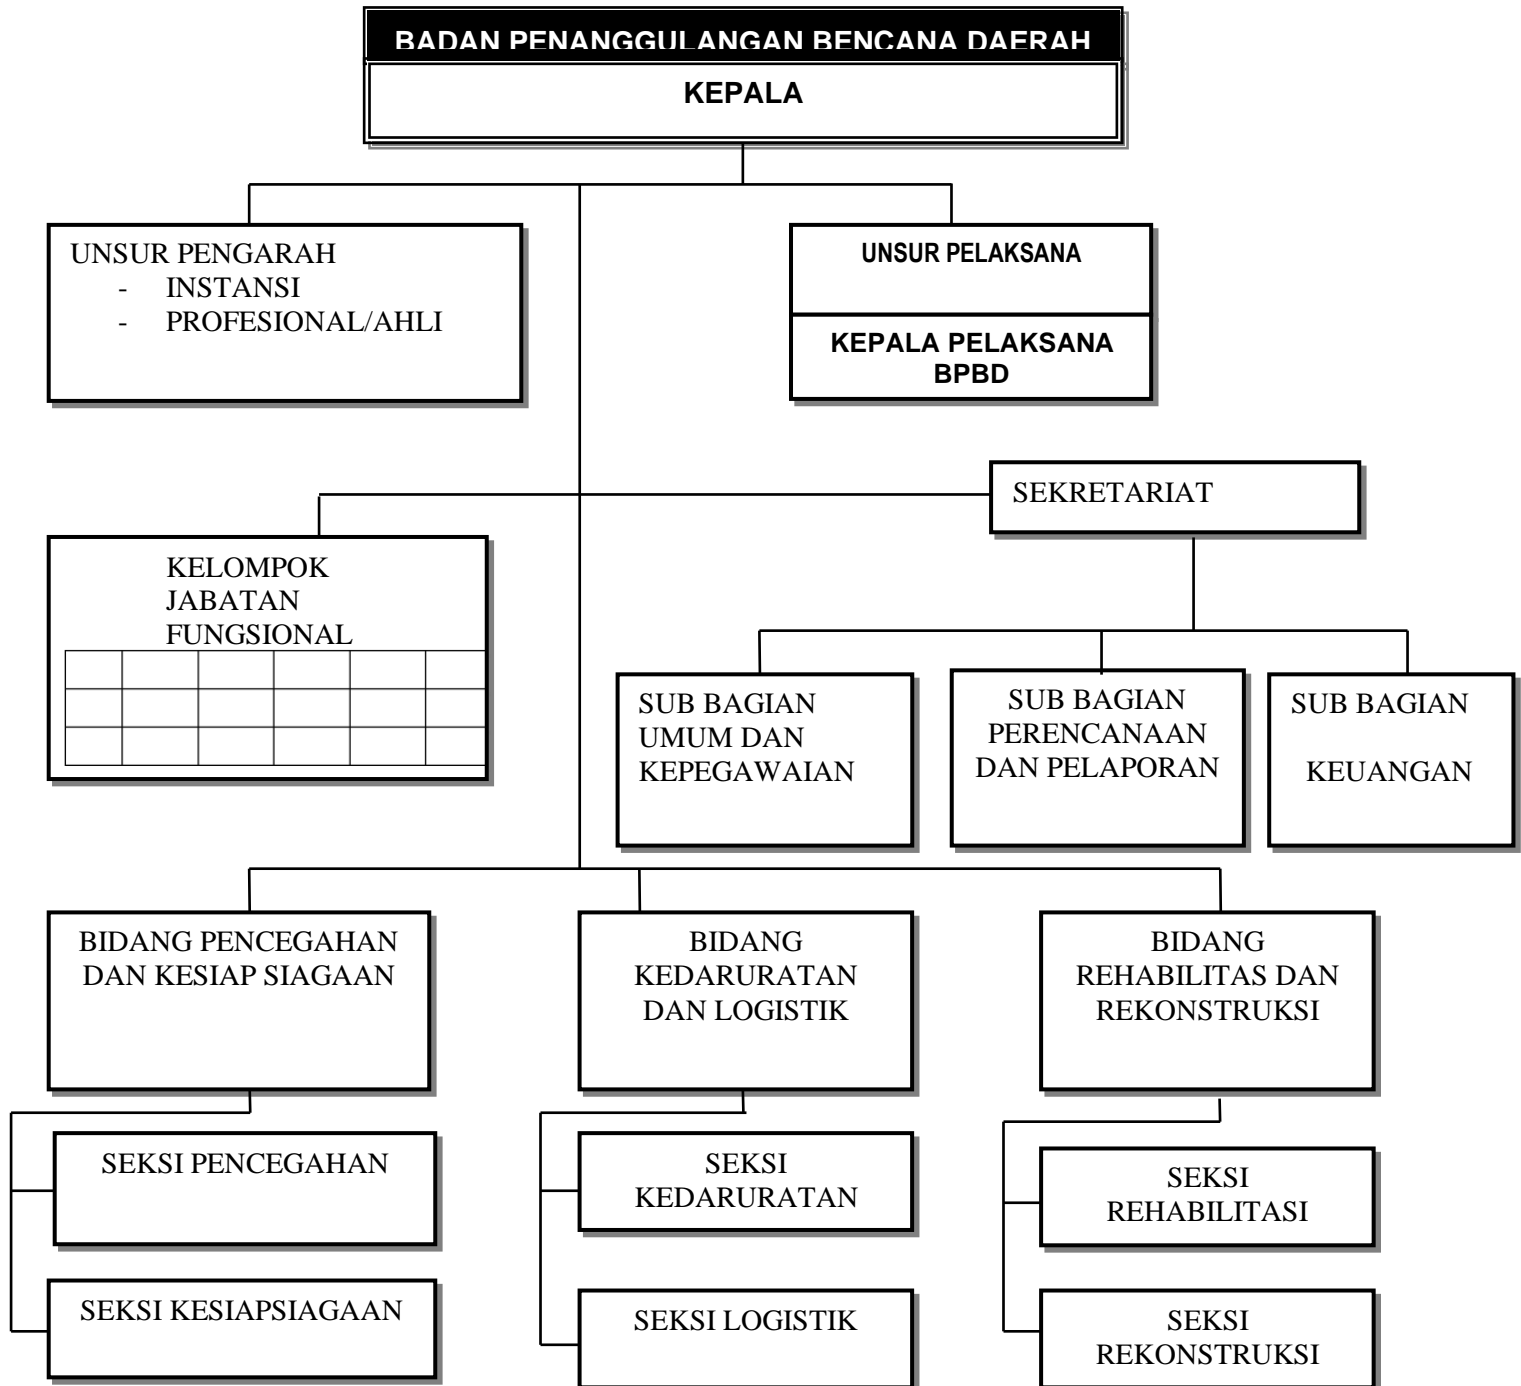 BADAN PENANGGULANGAN BENCANA DAERAH
KEPALA
UNSUR PENGARAH
- INSTANSI
- PROFESIONAL/AHLI
UNSUR PELAKSANA
KEPALA PELAKSANA
BPBD
SEKRETARIAT
KELOMPOK
JABATAN
FUNGSIONAL
SUB BAGIAN
UMUM DAN
KEPEGAWAIAN
SUB BAGIAN
PERENCANAAN
DAN PELAPORAN
SUB BAGIAN
KEUANGAN
BIDANG PENCEGAHAN
DAN KESIAP SIAGAAN
BIDANG
KEDARURATAN
DAN LOGISTIK
BIDANG
REHABILITAS DAN
REKONSTRUKSI
SEKSI PENCEGAHAN
SEKSI
KEDARURATAN
SEKSI
REHABILITASI
SEKSI KESIAPSIAGAAN
SEKSI LOGISTIK
SEKSI
REKONSTRUKSI